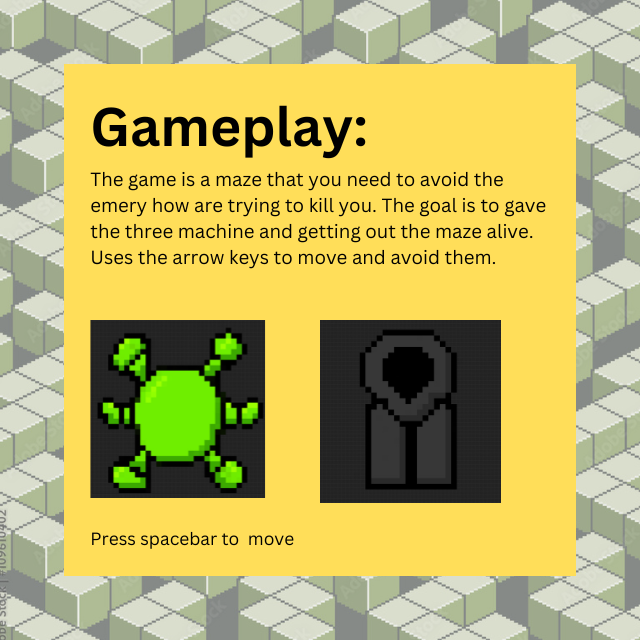 Gameplay:
The game is a maze that you need to avoid the
emery how are trying to kill you. The goal is to gave
the three machine and getting out the maze alive.
Uses the arrow keys to move and avoid them.
Press spacebar to  move